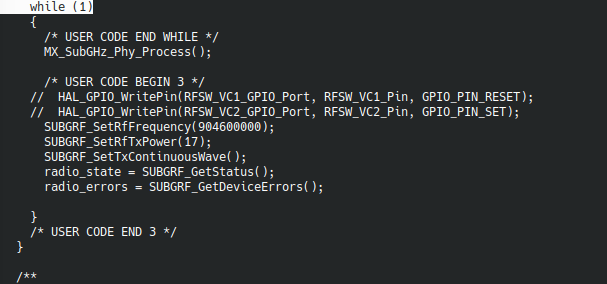 while (1)
{
/* USER CODE END WHILE */
MX_SubGHz_Phy_Process();
/* USER CODE BEGIN 3 */
//  HAL_GPIO_WritePin(RFSW_VC1_GPIO_Port, RFSW_VC1_Pin, GPIO_PIN_RESET);
//  HAL_GPIO_WritePin(RFSW_VC2_GPIO_Port, RFSW_VC2_Pin, GPIO_PIN_SET);
SUBGRF_SetRfFrequency(904600000);
SUBGRF_SetRfTxPower(17);
SUBGRF_SetTxContinuousWave();
radio_state = SUBGRF_GetStatus();
radio_errors = SUBGRF_GetDeviceErrors();
}
/* USER CODE END 3 */
}
/**